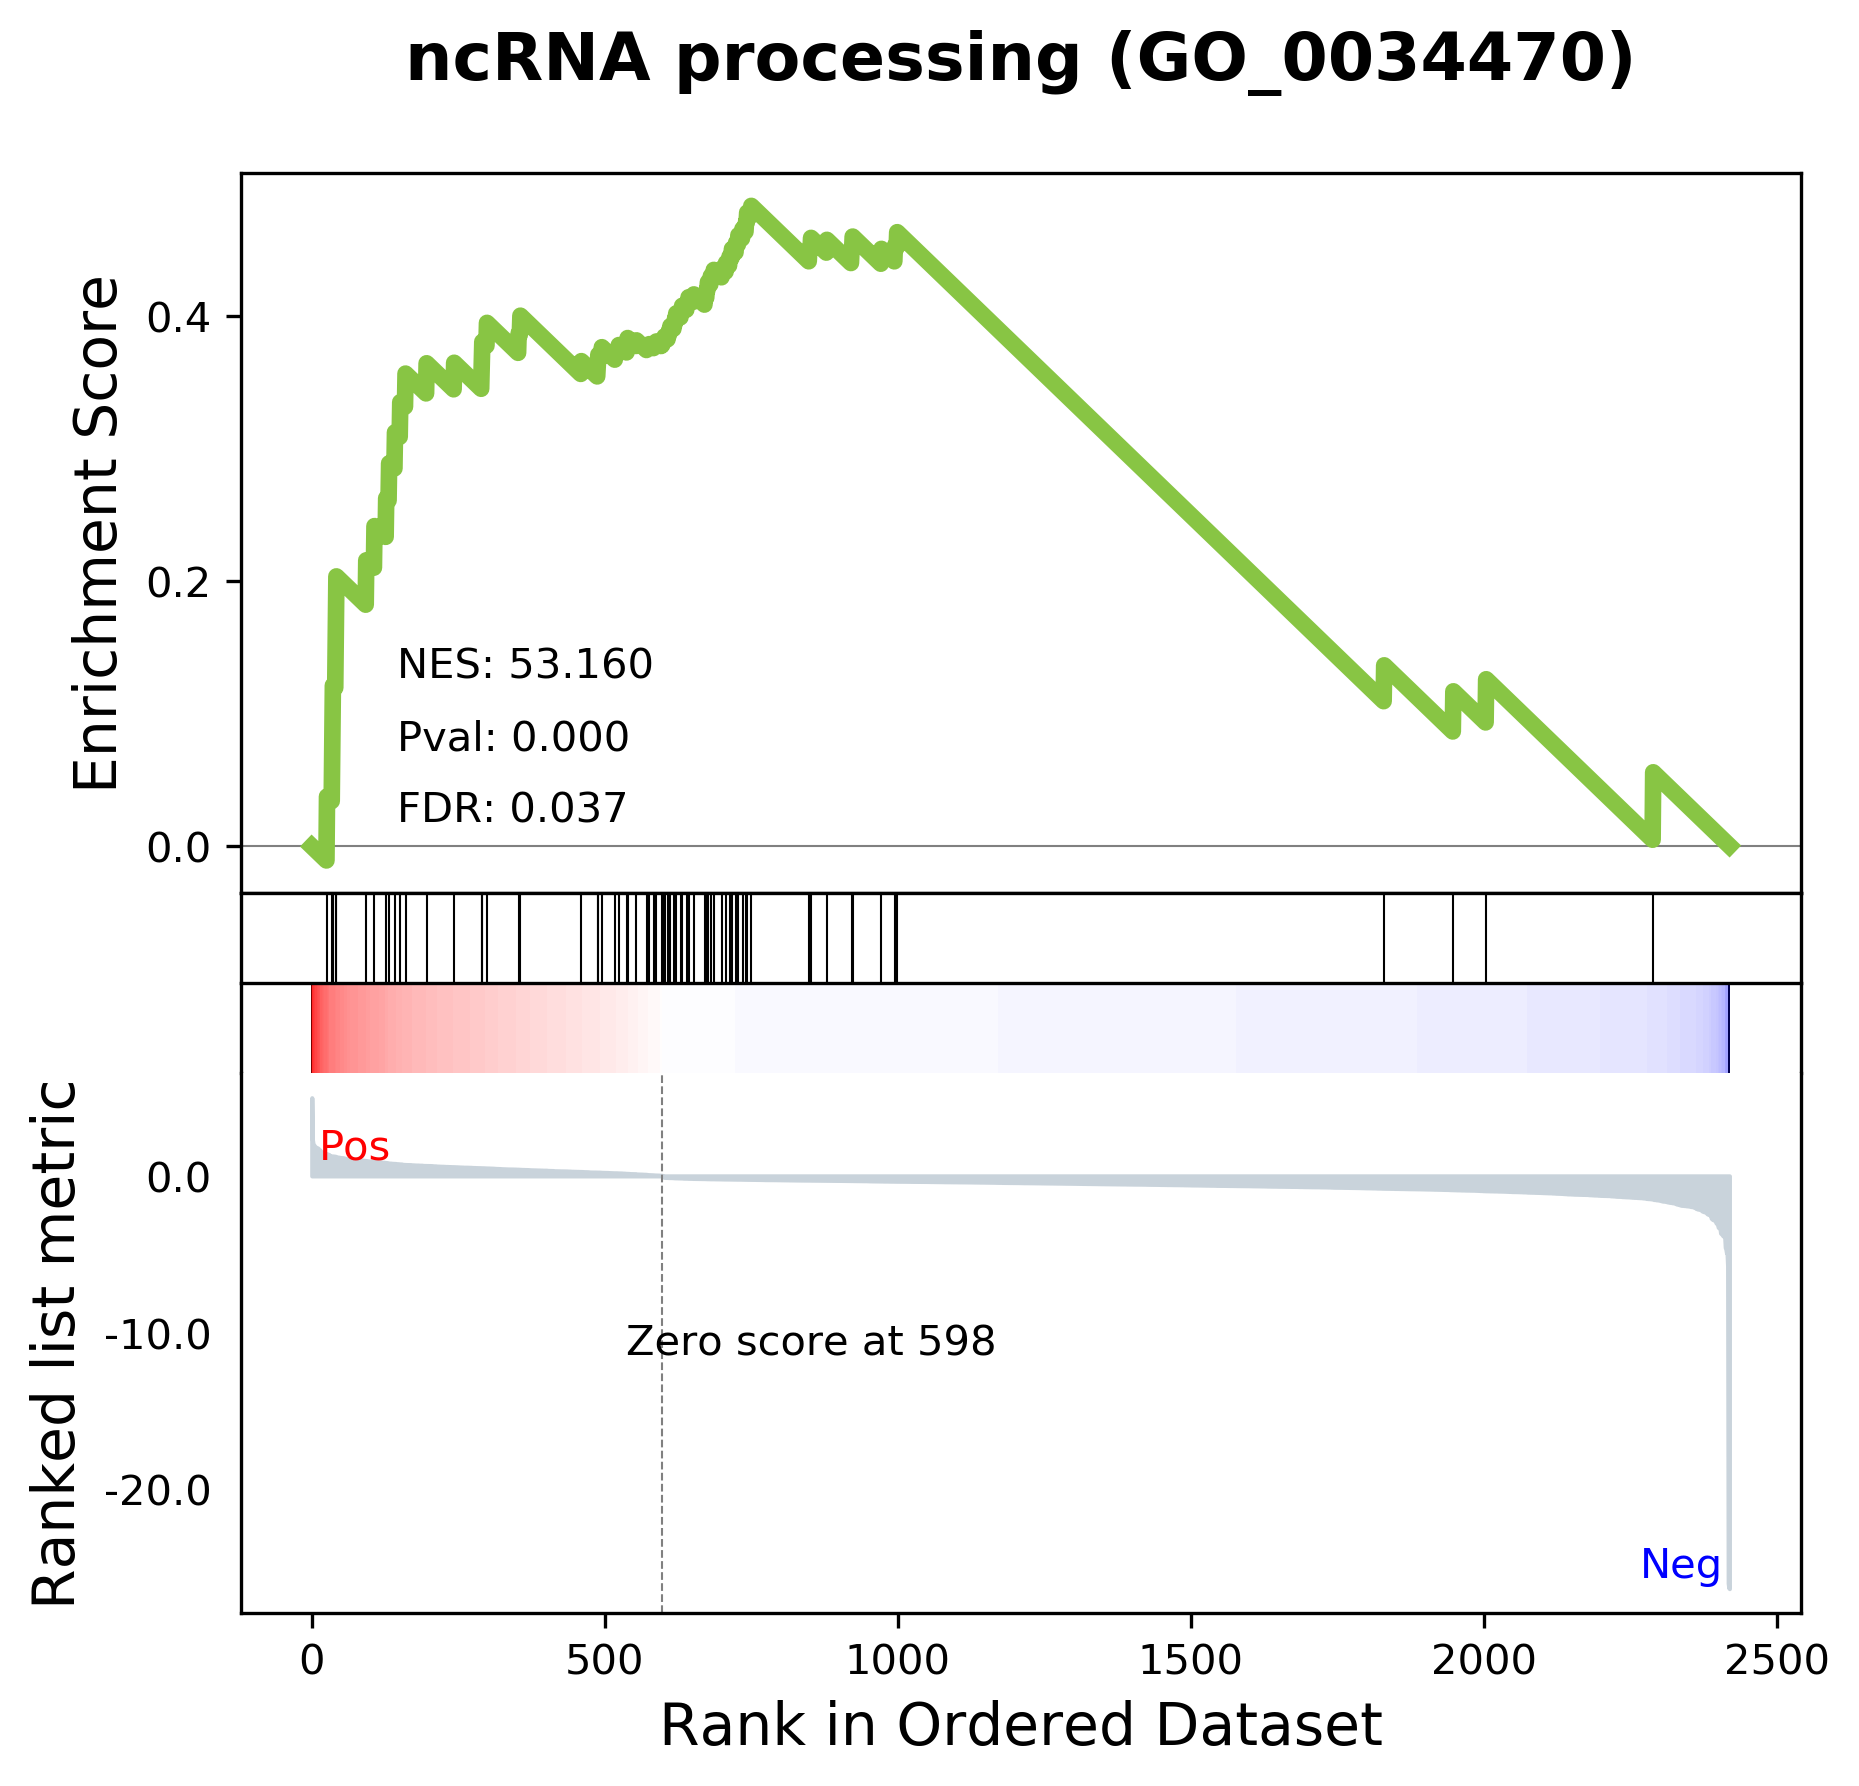 ncRNA processing (GO_0034470)
Enrichment Score
0.4
0.2
0.0
NES: 53.160
Pval: 0.000
FDR: 0.037
Ranked list metric
0.0
-10.0
-20.0
Pos
Zero score at 598
Neg
0 500 1000 1500 2000 2500
Rank in Ordered Dataset